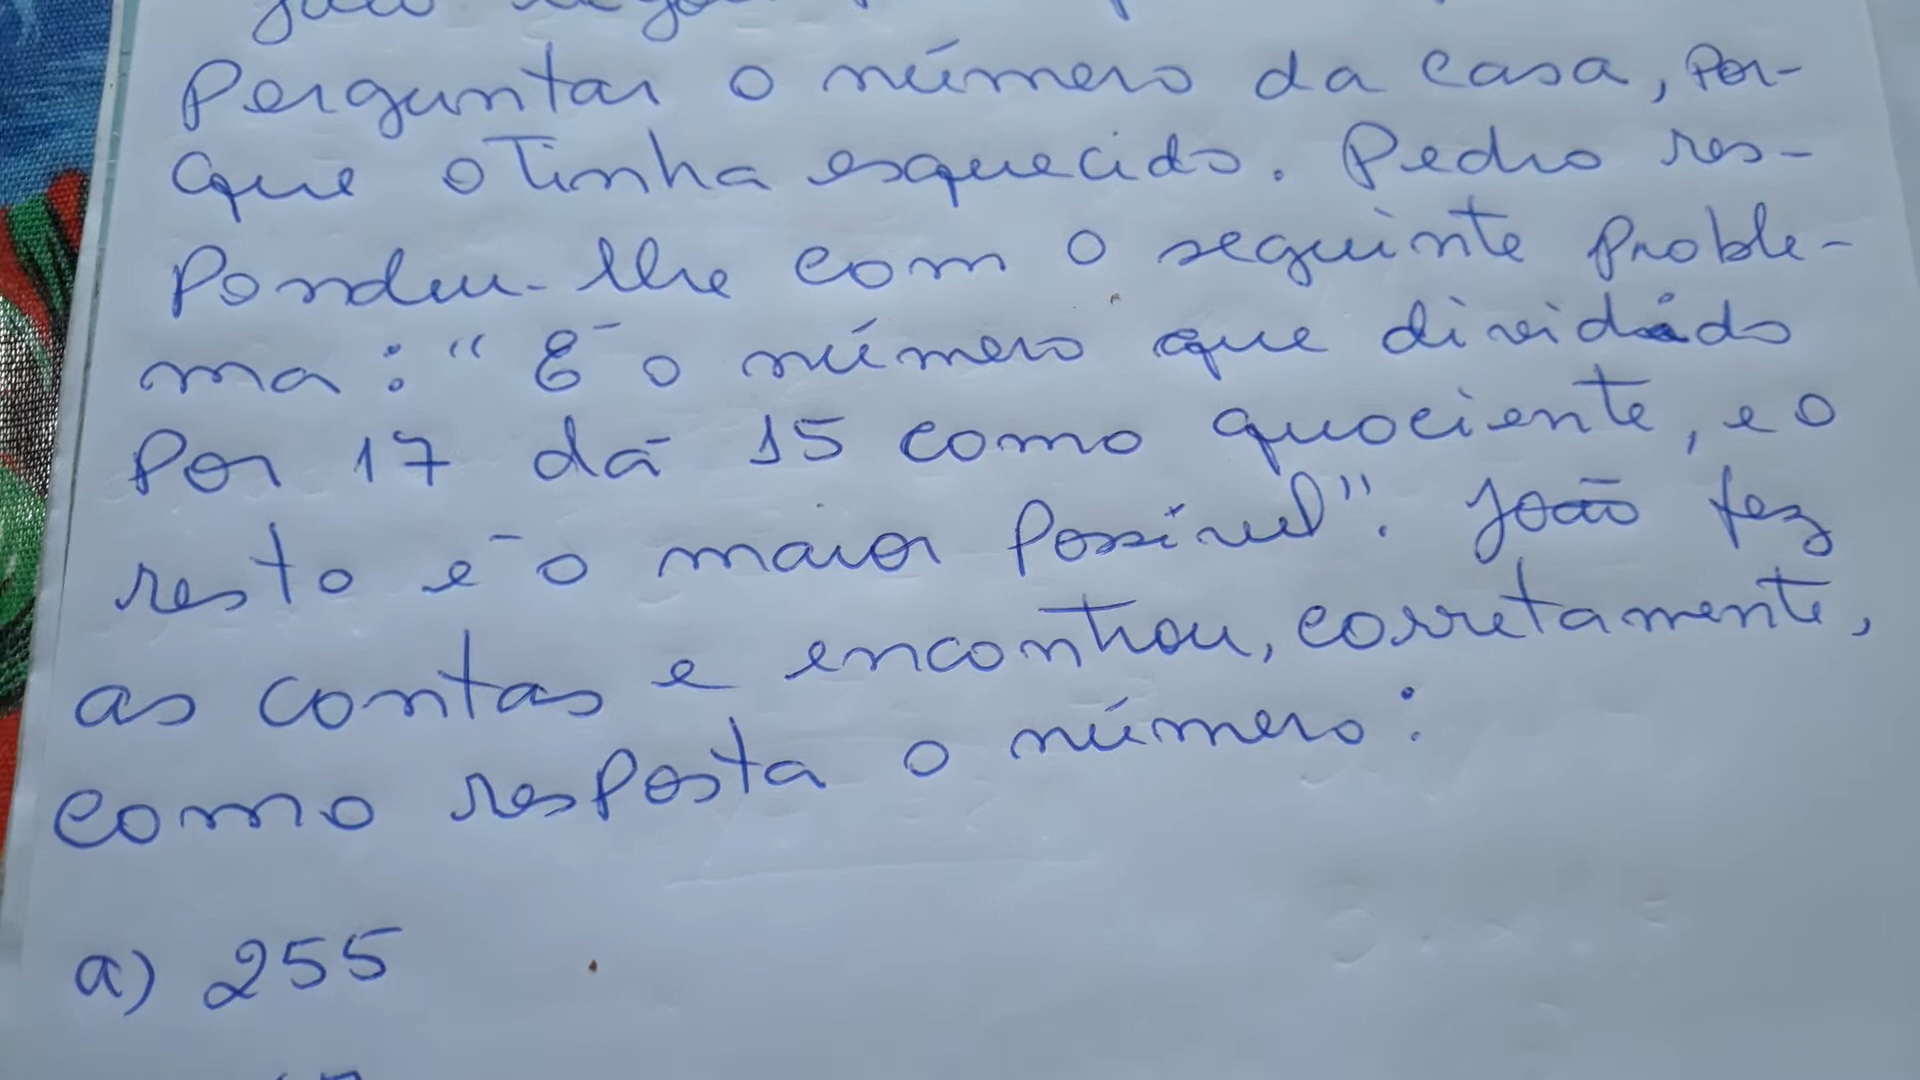 Perguntar o número da casa, Por-
que o Tinha esquecido. Pedro res-
Pondeu-lhe com o seguinte Proble-
ma: "É o número que dividido
Por 17 dá 15 como quociente, e o
resto é o maior Possível". João fez
as contas e encontrou, corretamente,
como resposta o número:
a) 255